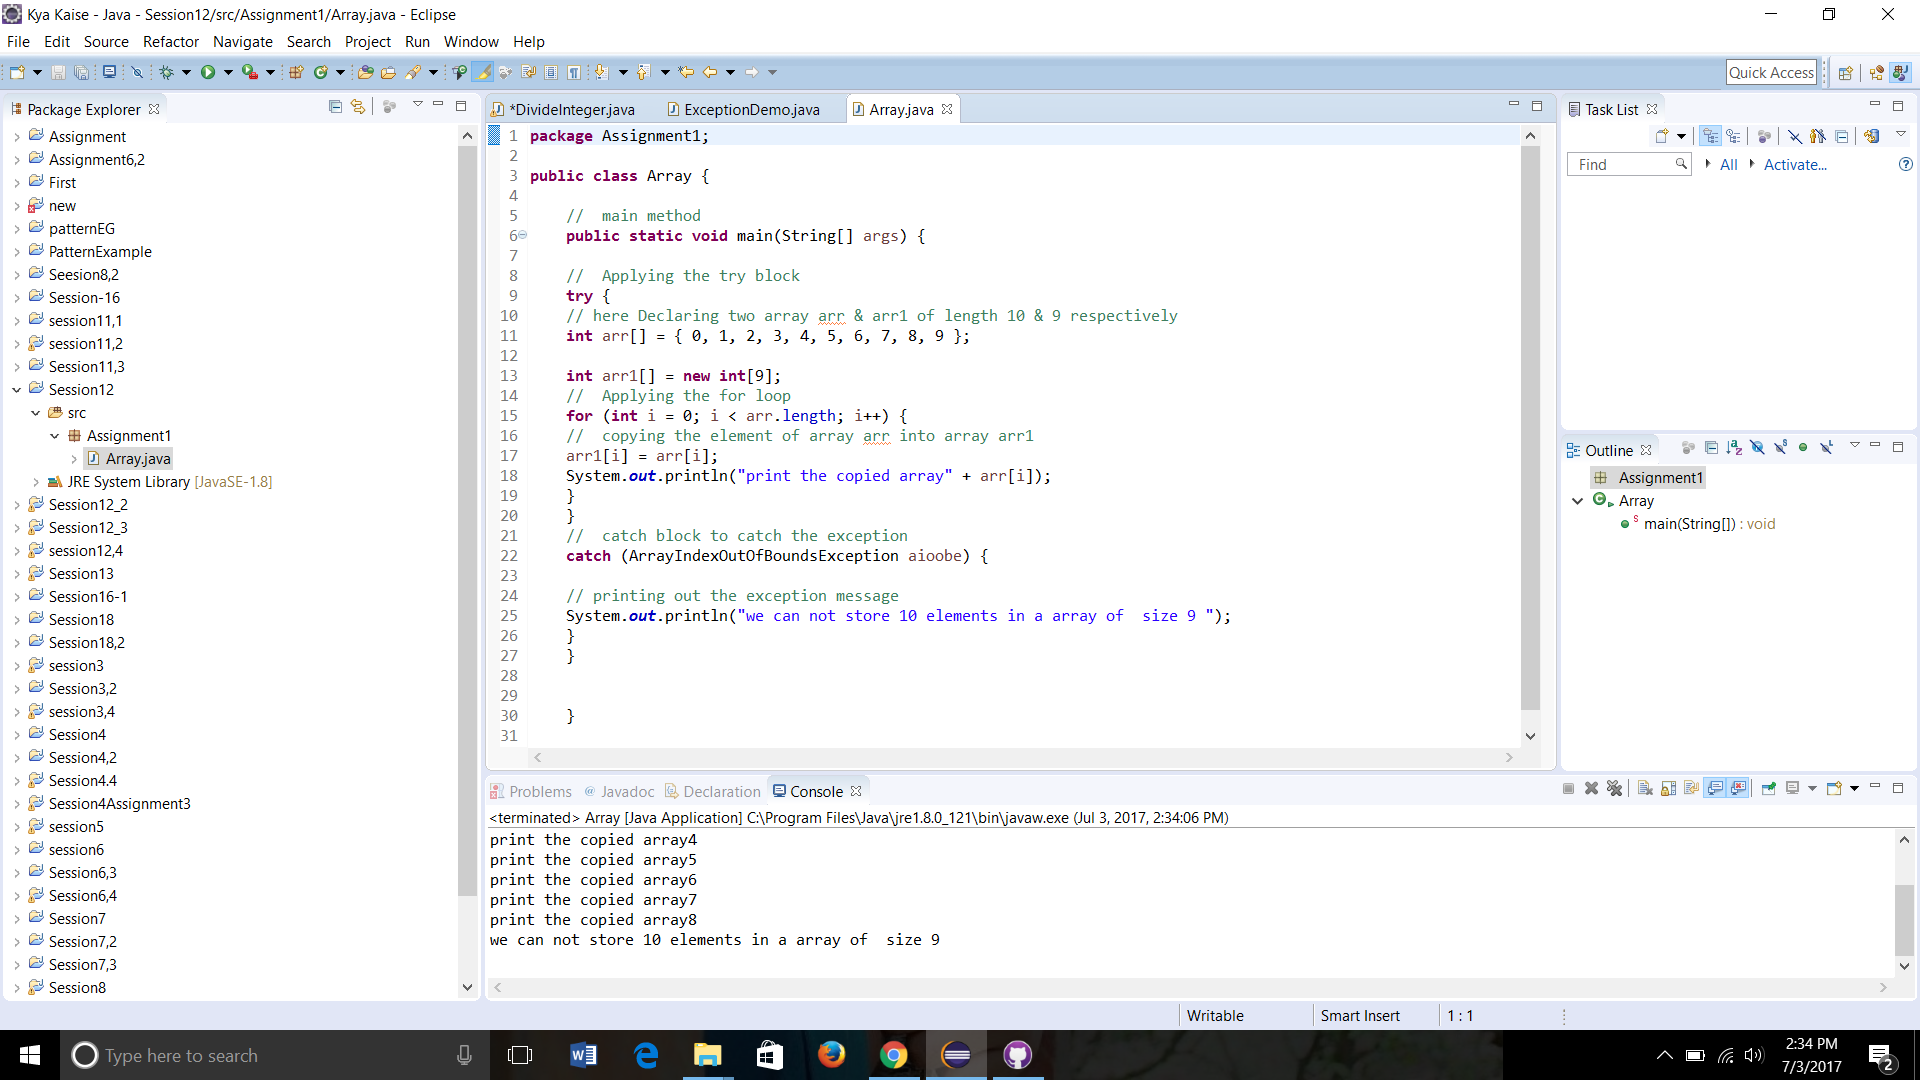 Kya Kaise - Java - Session12/src/Assignment1/Array.java - Eclipse
File Edit Source Refactor Navigate Search Project Run Window Help
Quick Access
Package Explorer
Assignment
Assignment6,2
First
new
patternEG
PatternExample
Seesion8,2
Session-16
session11,1
session11,2
Session11,3
Session12
src
Assignment1
Array.java
JRE System Library [JavaSE-1.8]
Session12_2
Session12_3
session12,4
Session13
Session16-1
Session18
Session18,2
session3
Session3,2
session3,4
Session4
Session4,2
Session4.4
Session4Assignment3
session5
session6
Session6,3
Session6,4
Session7
Session7,2
Session7,3
Session8
*DivideInteger.java ExceptionDemo.java Array.java
1 package Assignment1;
2
3 public class Array {
4
5 //  main method
6 public static void main(String[] args) {
7
8 //  Applying the try block
9 try {
10 // here Declaring two array arr & arr1 of length 10 & 9 respectively
11 int arr[] = { 0, 1, 2, 3, 4, 5, 6, 7, 8, 9 };
12
13 int arr1[] = new int[9];
14 //  Applying the for loop
15 for (int i = 0; i < arr.length; i++) {
16 //  copying the element of array arr into array arr1
17 arr1[i] = arr[i];
18 System.out.println("print the copied array" + arr[i]);
19 }
20 }
21 //  catch block to catch the exception
22 catch (ArrayIndexOutOfBoundsException aioobe) {
23
24 // printing out the exception message
25 System.out.println("we can not store 10 elements in a array of  size 9 ");
26 }
27 }
28
29
30 }
31
Task List
Find All Activate...
Outline
Assignment1
Array
main(String[]) : void
Problems @ Javadoc Declaration Console
<terminated> Array [Java Application] C:\Program Files\Java\jre1.8.0_121\bin\javaw.exe (Jul 3, 2017, 2:34:06 PM)
print the copied array4
print the copied array5
print the copied array6
print the copied array7
print the copied array8
we can not store 10 elements in a array of  size 9
Writable Smart Insert 1 : 1
Type here to search
2:34 PM
7/3/2017
2